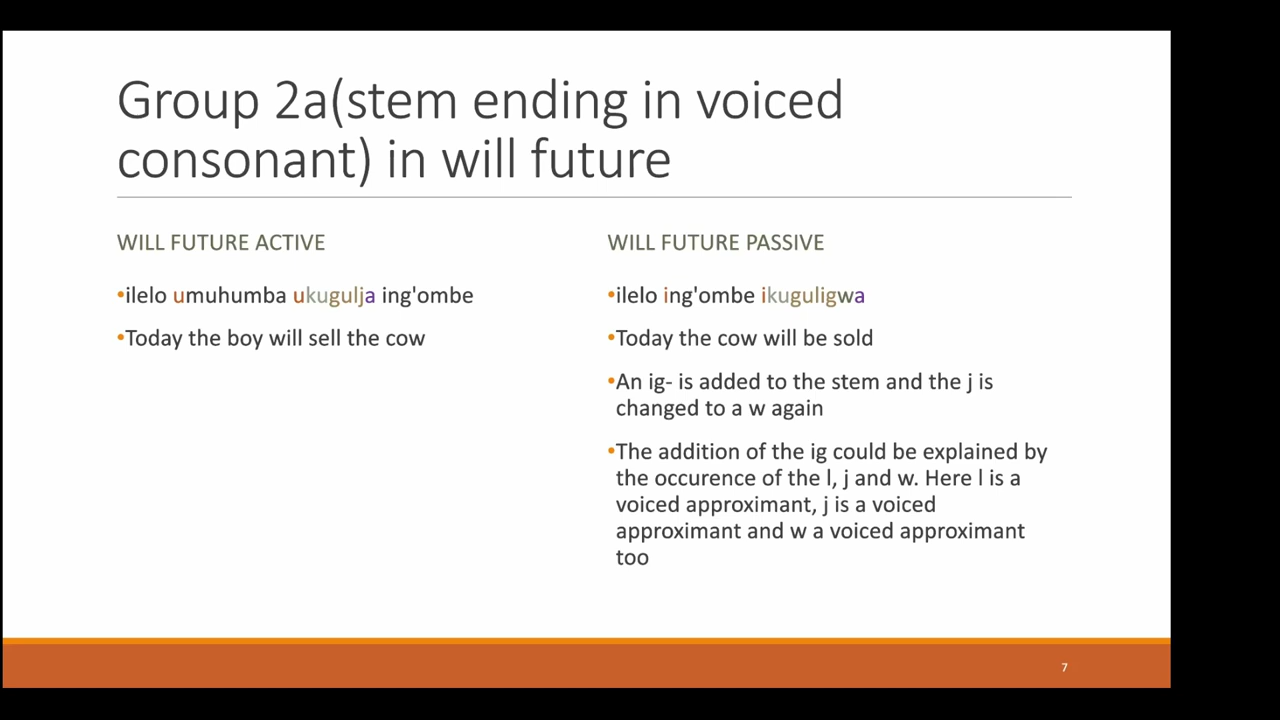 Group 2a(stem ending in voiced
consonant) in will future
WILL FUTURE ACTIVE
•ilelo umuhumba ukugulja ing'ombe
•Today the boy will sell the cow
WILL FUTURE PASSIVE
•ilelo ing'ombe ikuguligwa
•Today the cow will be sold
•An ig- is added to the stem and the j is
changed to a w again
•The addition of the ig could be explained by
the occurence of the l, j and w. Here l is a
voiced approximant, j is a voiced
approximant and w a voiced approximant
too
7